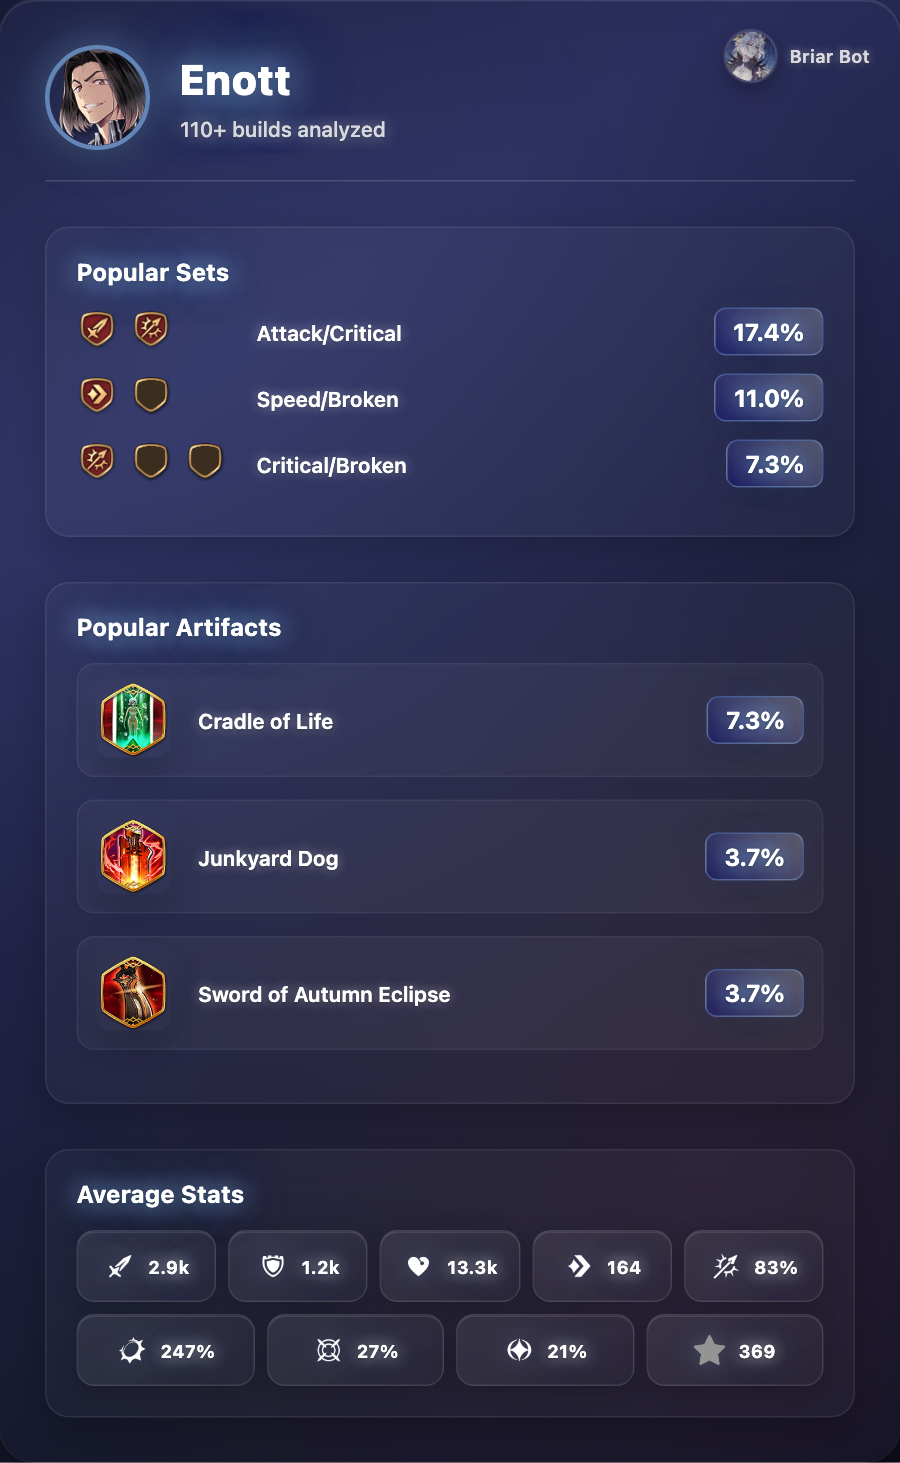 Enott
Briar Bot
110+ builds analyzed
Popular Sets
Attack/Critical
17.4%
Speed/Broken
11.0%
Critical/Broken
7.3%
Popular Artifacts
Cradle of Life
7.3%
Junkyard Dog
3.7%
Sword of Autumn Eclipse
3.7%
Average Stats
2.9k
1.2k
13.3k
164
83%
247%
27%
21%
369